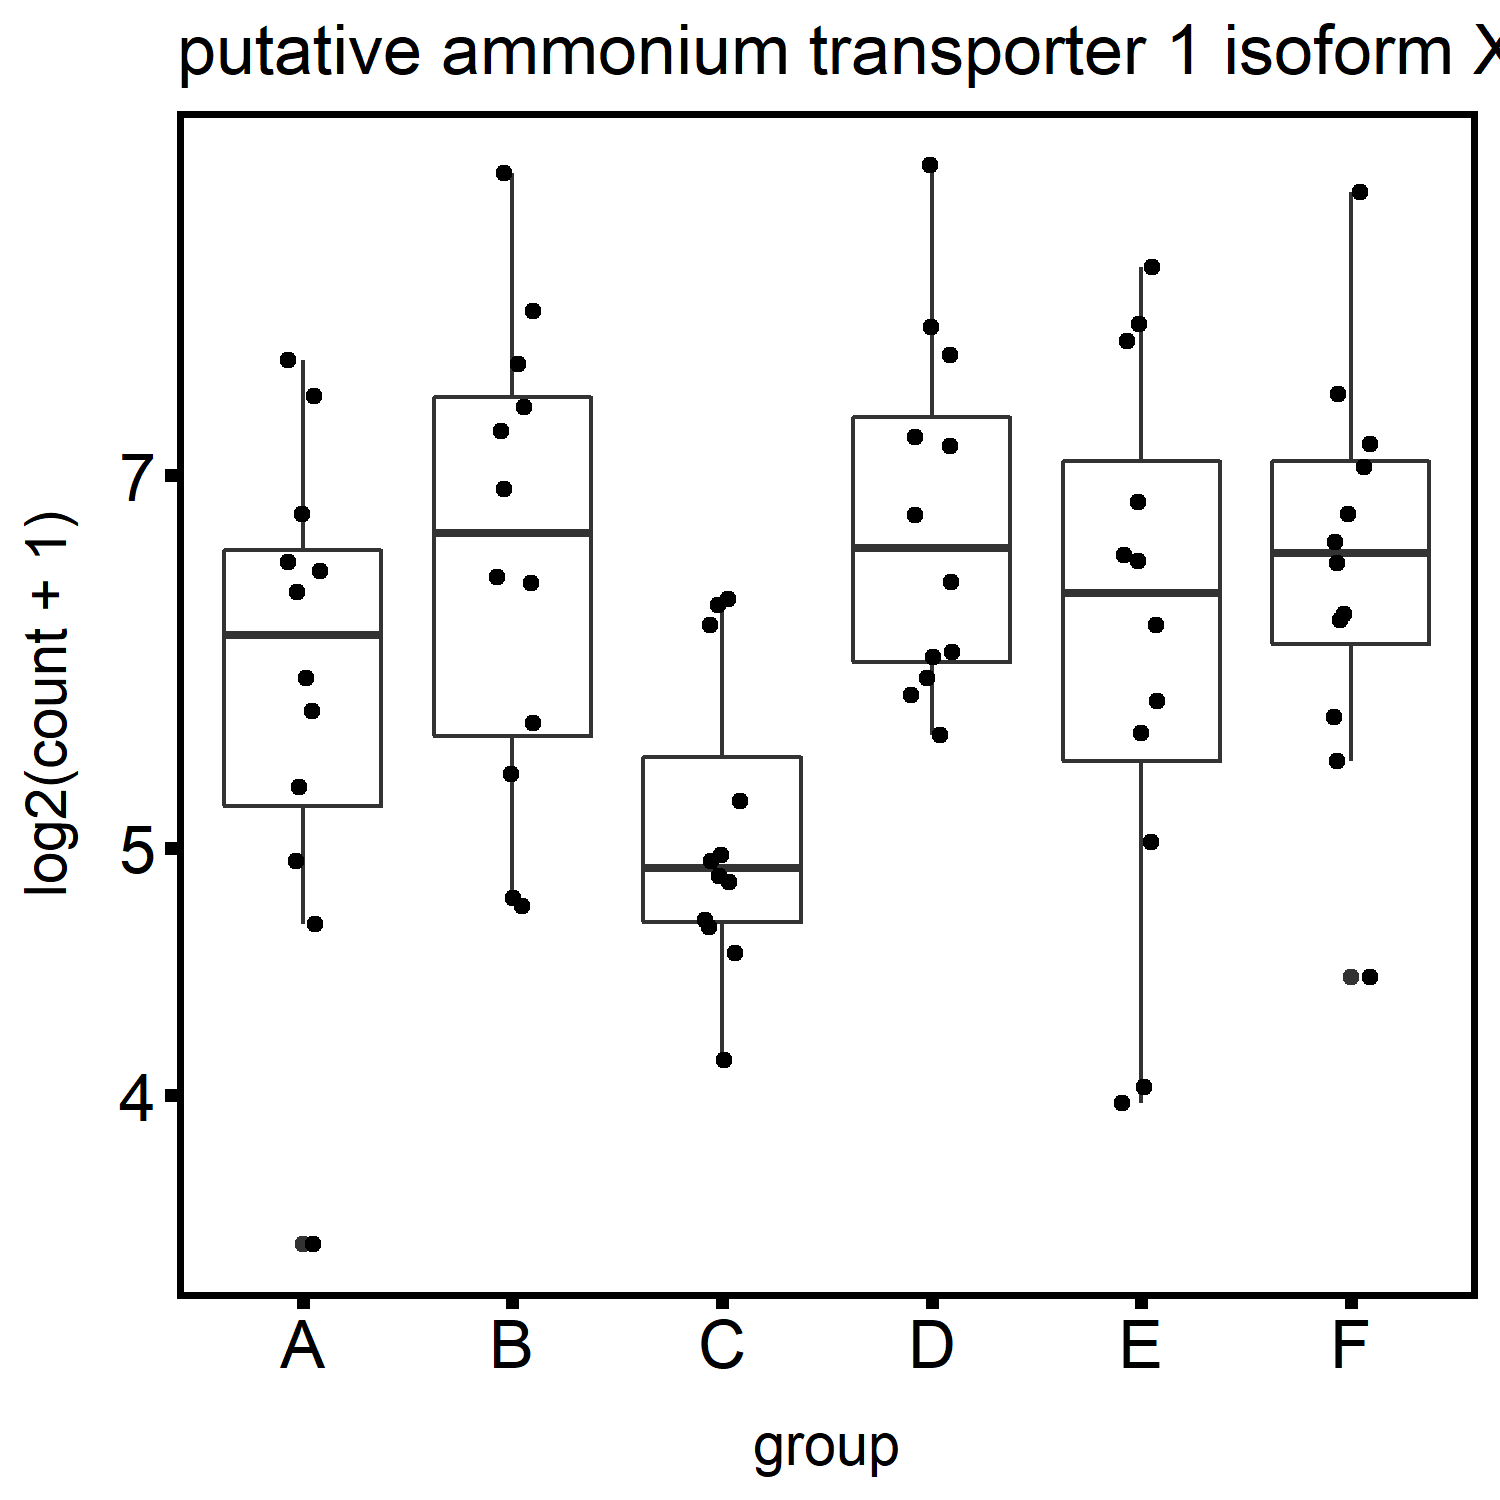 putative ammonium transporter 1 isoform X
log2(count + 1)
7
5
4
A B C D E F
group